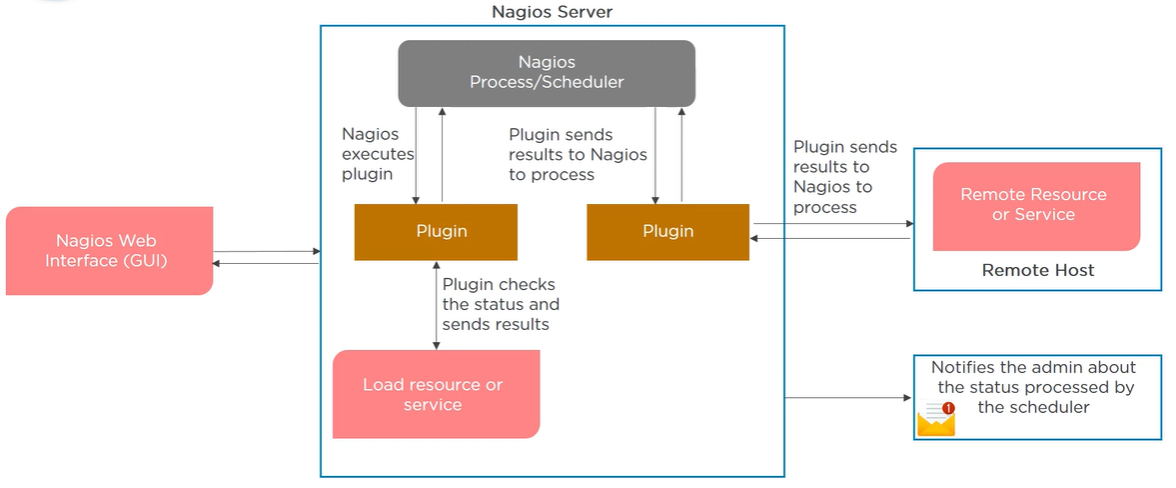 Nagios Server
Nagios
Process/Scheduler
Nagios
executes
plugin
Plugin sends
results to Nagios
to process
Plugin sends
results to
Nagios to
process
Remote Resource
or Service
Remote Host
Nagios Web
Interface (GUI)
Plugin
Plugin
Plugin checks
the status and
sends results
Load resource or
service
Notifies the admin about
the status processed by
the scheduler
1